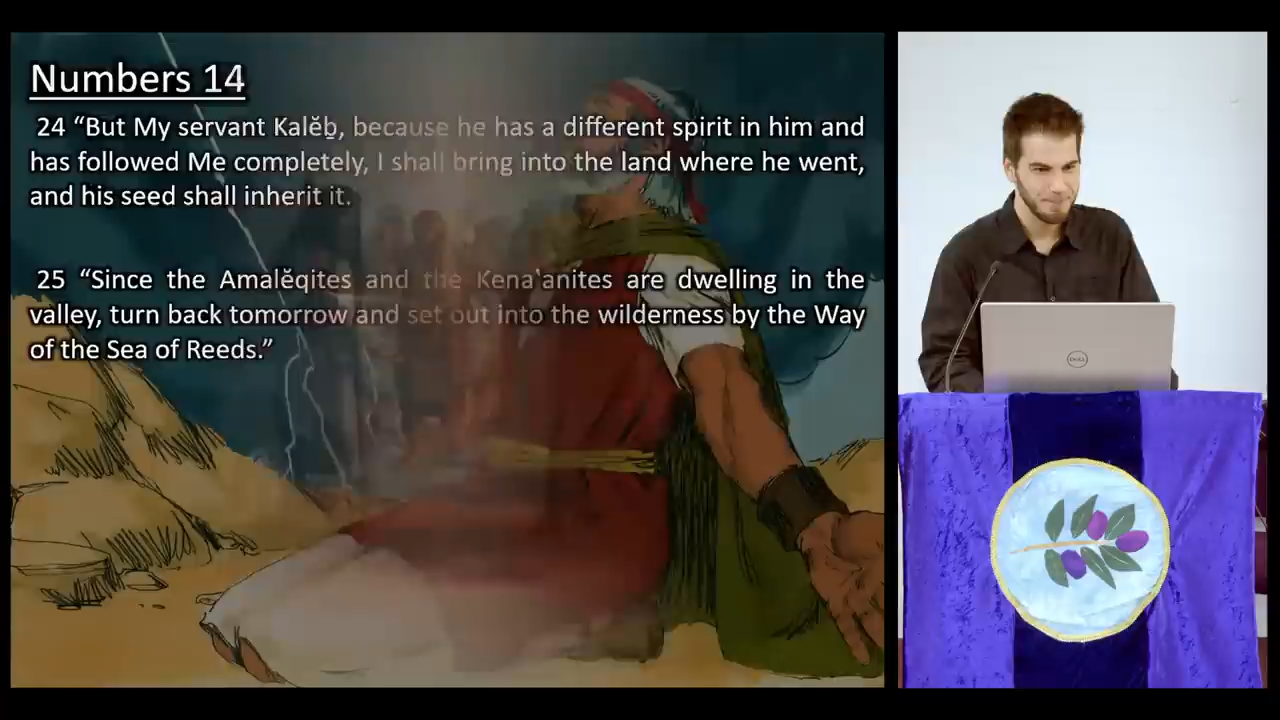 Numbers 14
24 “But My servant Kalĕḇ, because he has a different spirit in him and
has followed Me completely, I shall bring into the land where he went,
and his seed shall inherit it.
25 “Since the Amalĕqites and the Kena‛anites are dwelling in the
valley, turn back tomorrow and set out into the wilderness by the Way
of the Sea of Reeds.”
DELL